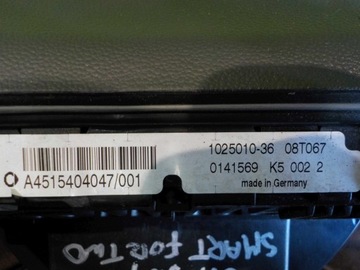 1025010-36 08T067
A4515404047/001
0141569 K5 002 2
made in Germany
SMART FORTWO